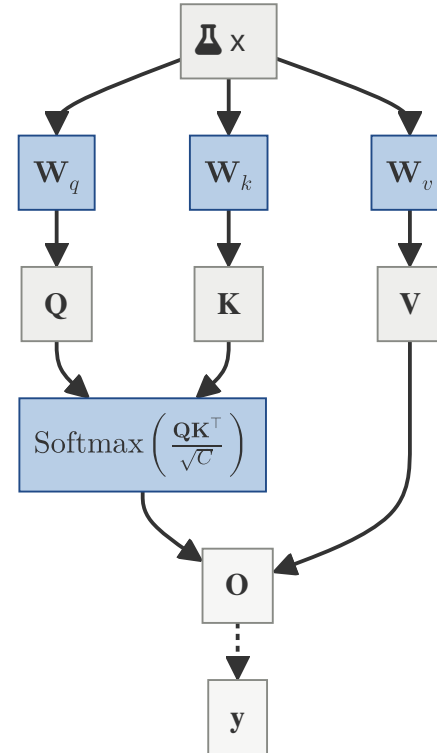 x
W_q W_k W_v
Q K V
Softmax(QK^⊤/√C)
O
y